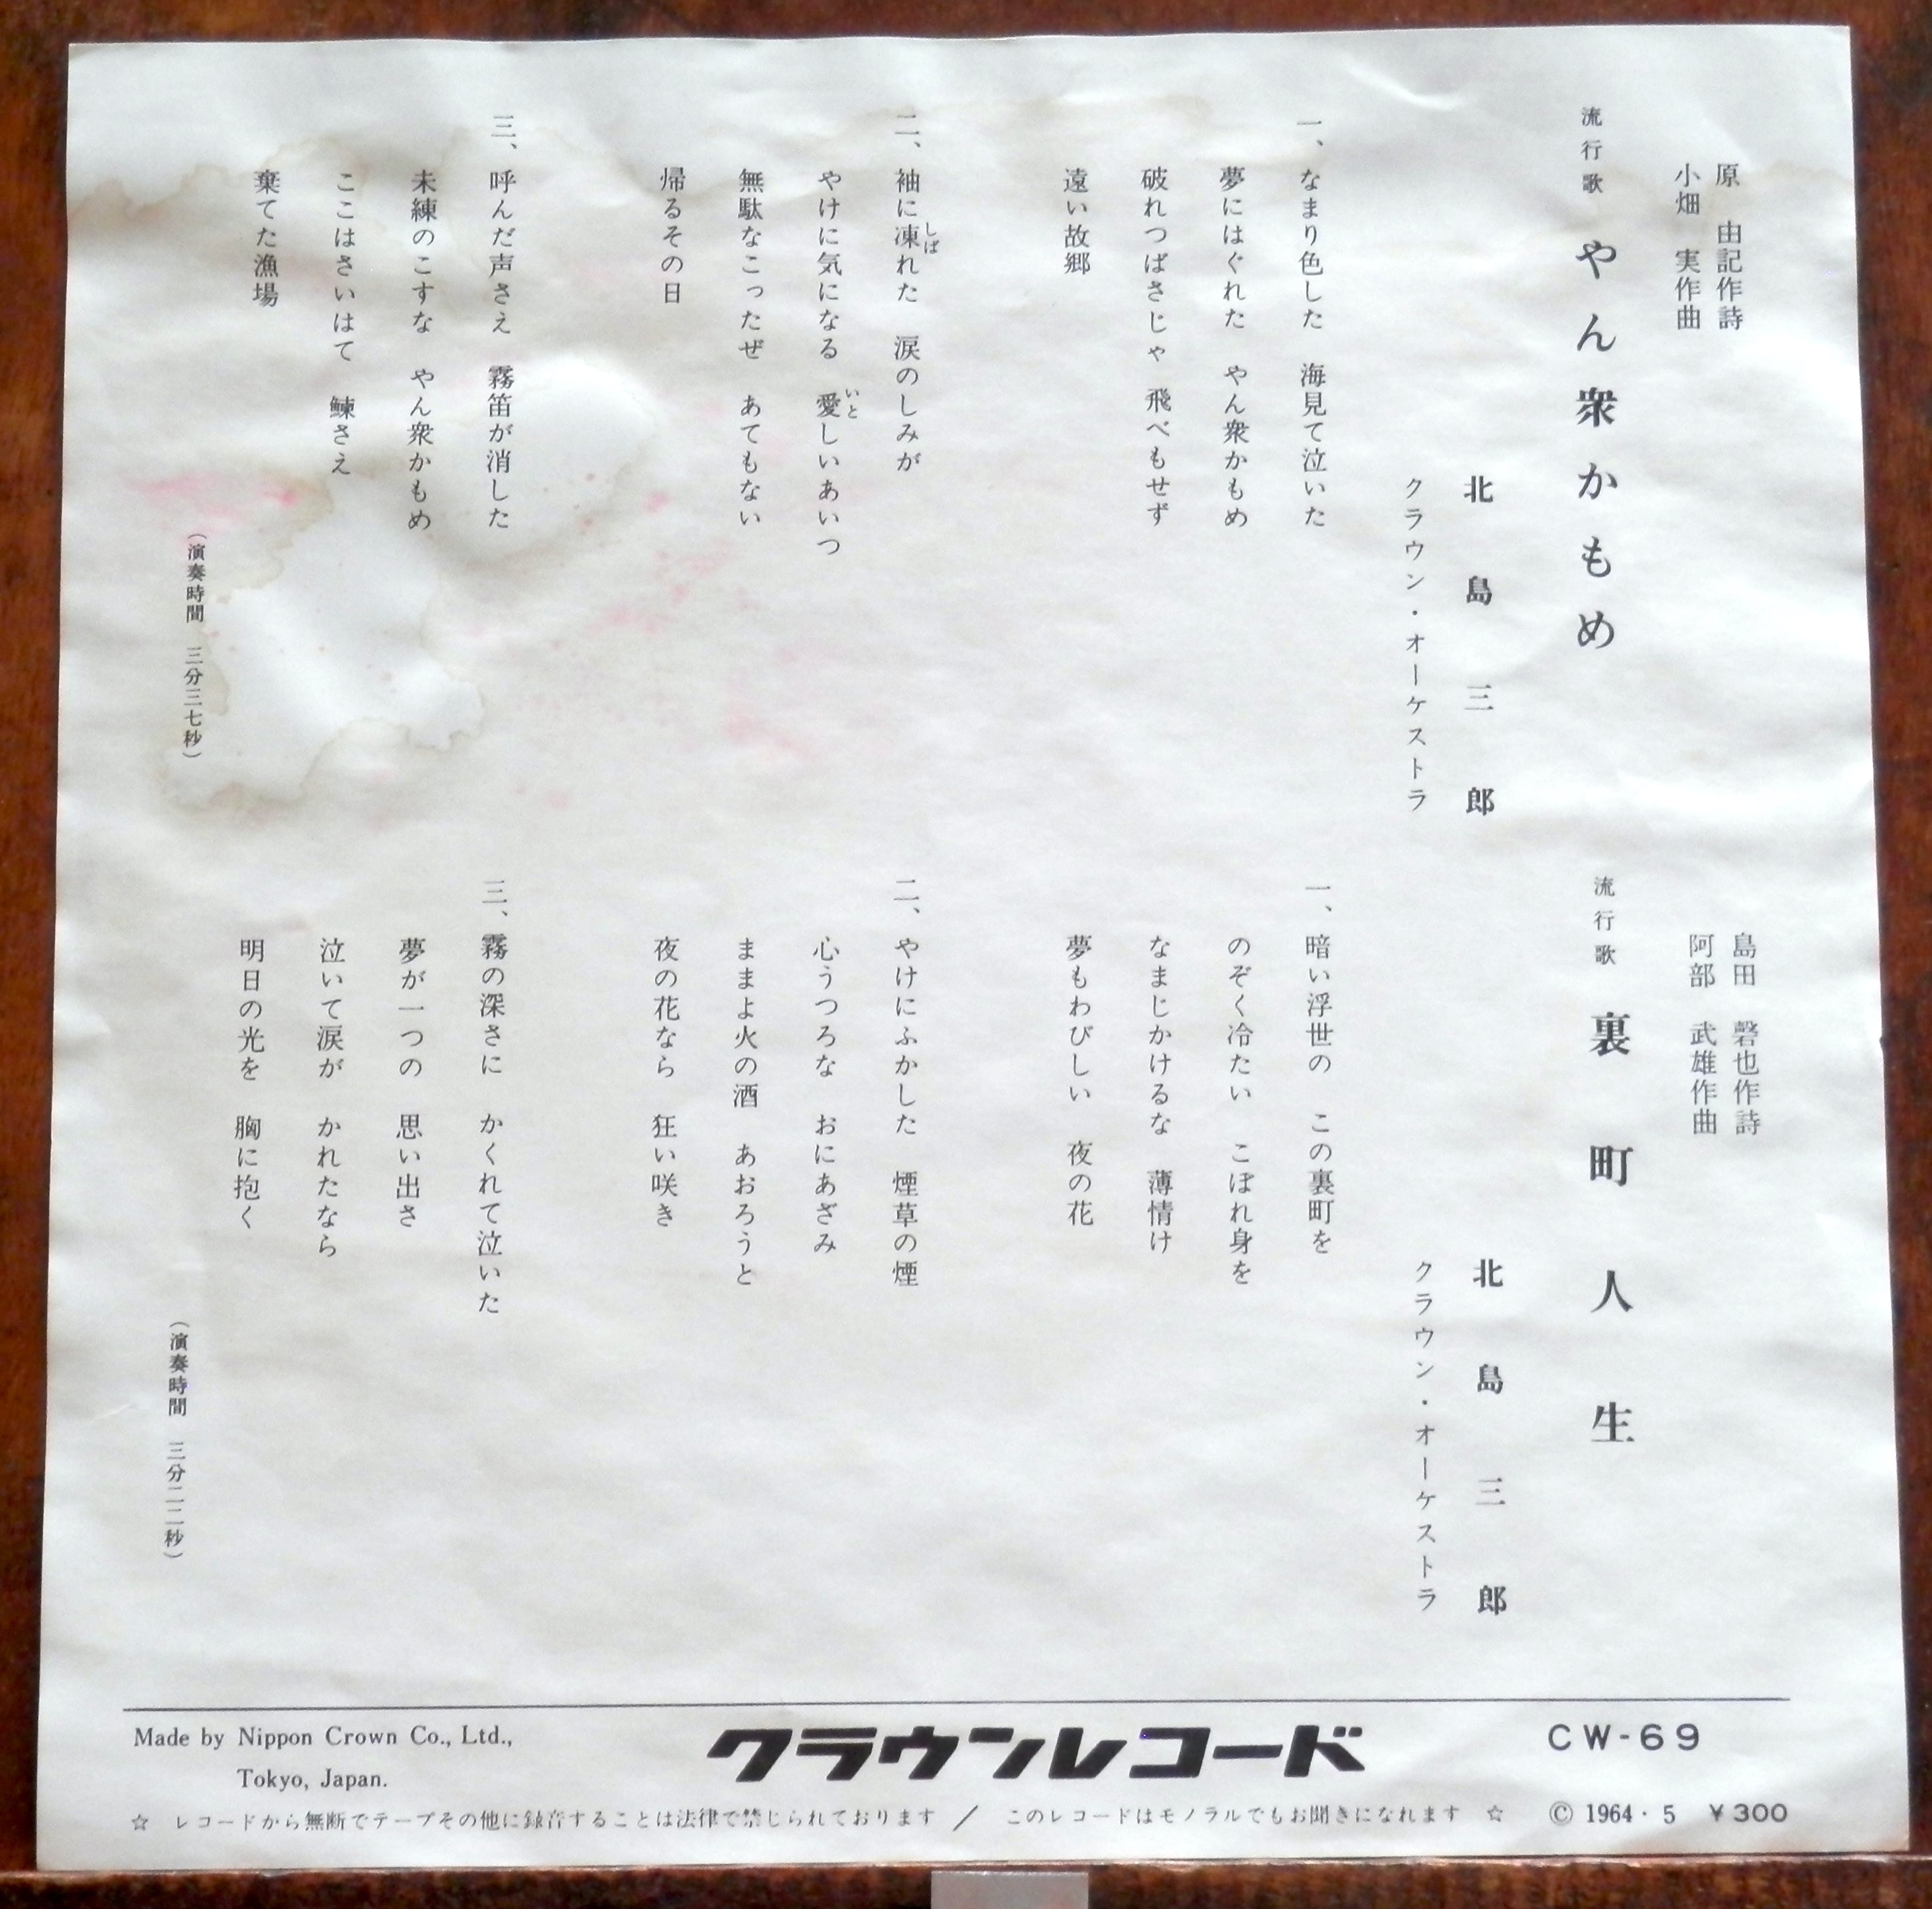 原　由記作詩
小畑　実作曲
流行歌　やん衆かもめ
北島三郎
クラウン・オーケストラ
一、なまり色した　海見て泣いた
夢にはぐれた　やん衆かもめ
破れつばさじゃ　飛べもせず
遠い故郷
二、袖に凍れた　涙のしみが
しば
やけに気になる　愛しいあいつ
いと
無駄なこったぜ　あてもない
帰るその日
三、呼んだ声さえ　霧笛が消した
未練のこすな　やん衆かもめ
ここはさいはて　鰊さえ
棄てた漁場
（演奏時間　三分三七秒）
島田　磬也作詩
阿部　武雄作曲
流行歌　裏町人生
北島三郎
クラウン・オーケストラ
一、暗い浮世の　この裏町を
のぞく冷たい　こぼれ身を
なまじかけるな　薄情け
夢もわびしい　夜の花
二、やけにふかした　煙草の煙
心うつろな　おにあざみ
ままよ火の酒　あおろうと
夜の花なら　狂い咲き
三、霧の深さに　かくれて泣いた
夢が一つの　思い出さ
泣いて涙が　かれたなら
明日の光を　胸に抱く
（演奏時間　三分二二秒）
Made by Nippon Crown Co., Ltd.,
Tokyo, Japan.
クラウンレコード
CW-69
☆　レコードから無断でテープその他に録音することは法律で禁じられております　／　このレコードはモノラルでもお聞きになれます　☆
© 1964・5　¥300